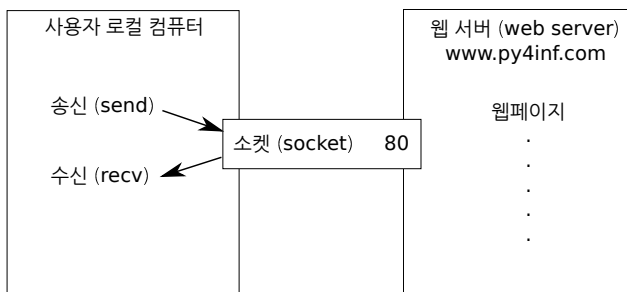 사용자 로컬 컴퓨터
송신 (send)
수신 (recv)
소켓 (socket) 80
웹 서버 (web server)
www.py4inf.com
웹페이지
.
.
.
.
.